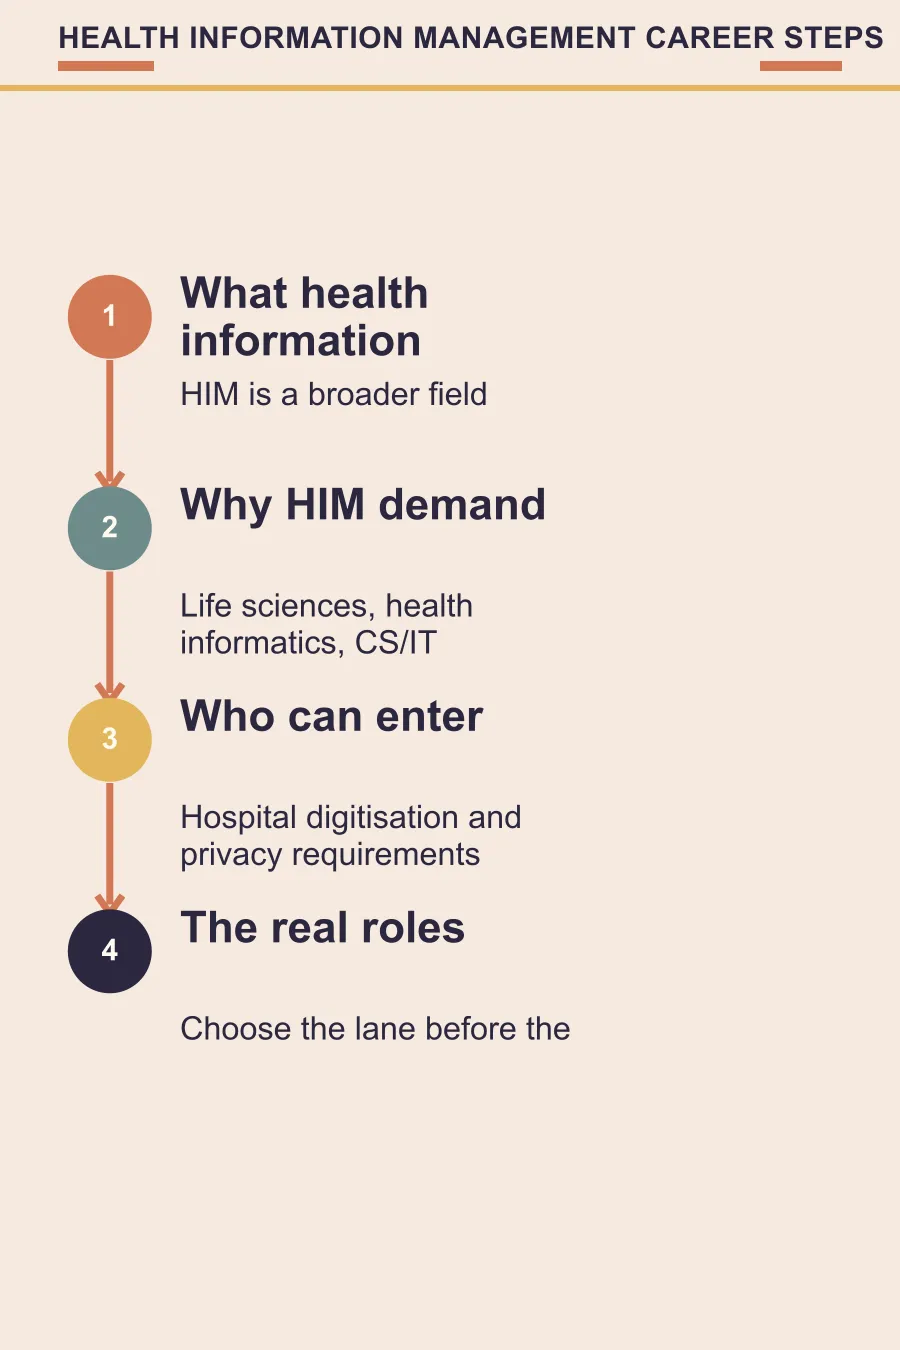 HEALTH INFORMATION MANAGEMENT CAREER STEPS
1
What health
information
HIM is a broader field
2
Why HIM demand
Life sciences, health
informatics, CS/IT
3
Who can enter
Hospital digitisation and
privacy requirements
4
The real roles
Choose the lane before the